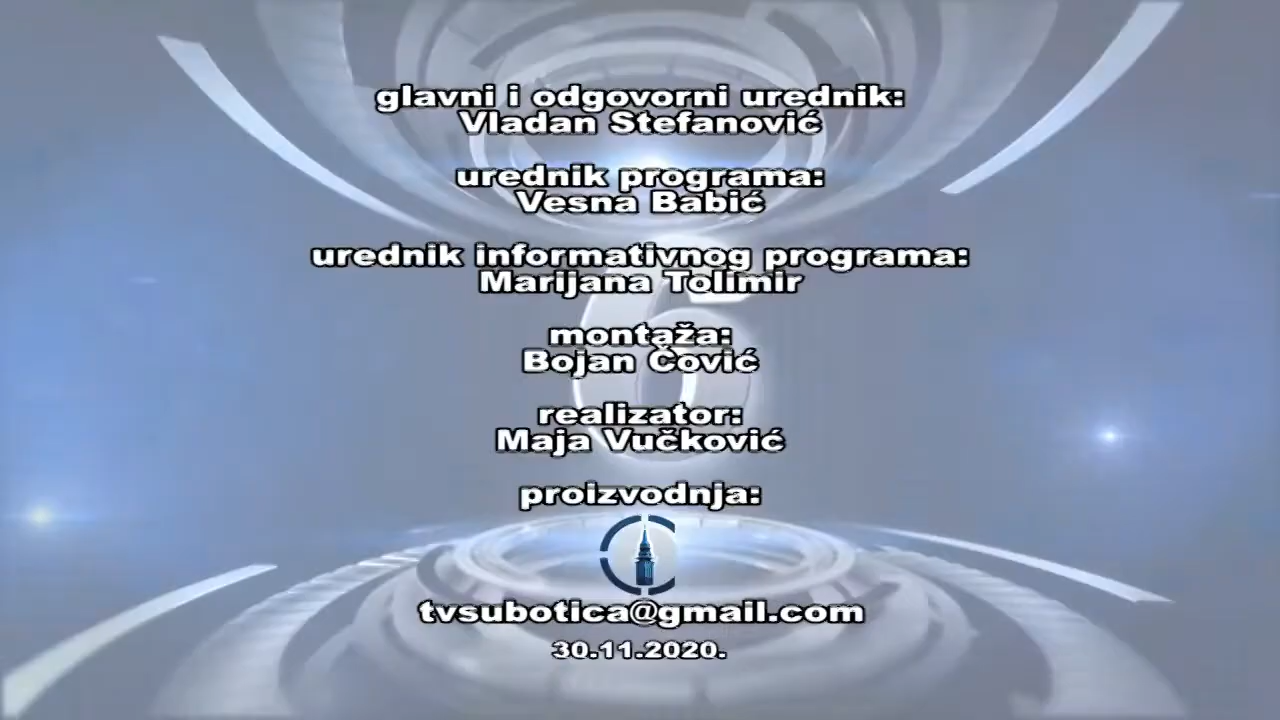 glavni i odgovorni urednik:
Vladan Stefanović
urednik programa:
Vesna Babić
urednik informativnog programa:
Marijana Tolimir
montaža:
Bojan Čović
realizator:
Maja Vučković
proizvodnja:
tvsubotica@gmail.com
30.11.2020.
6